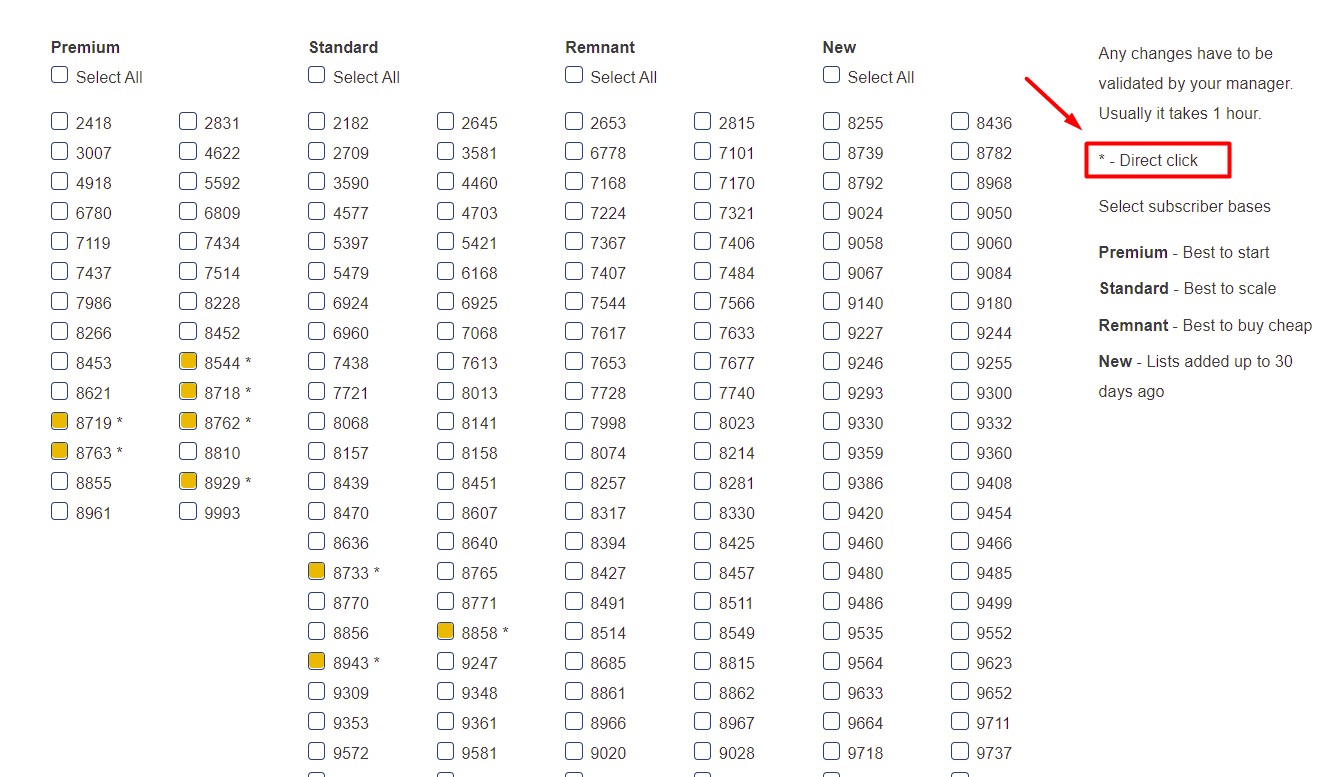 Premium
Select All
2418 2831
3007 4622
4918 5592
6780 6809
7119 7434
7437 7514
7986 8228
8266 8452
8453 8544 *
8621 8718 *
8719 * 8762 *
8763 * 8810
8855 8929 *
8961 9993
Standard
Select All
2182 2645
2709 3581
3590 4460
4577 4703
5397 5421
5479 6168
6924 6925
6960 7068
7438 7613
7721 8013
8068 8141
8157 8158
8439 8451
8470 8607
8636 8640
8733 * 8765
8770 8771
8856 8858 *
8943 * 9247
9309 9348
9353 9361
9572 9581
Remnant
Select All
2653 2815
6778 7101
7168 7170
7224 7321
7367 7406
7407 7484
7544 7566
7617 7633
7653 7677
7728 7740
7998 8023
8074 8214
8257 8281
8317 8330
8394 8425
8427 8457
8491 8511
8514 8549
8685 8815
8861 8862
8966 8967
9020 9028
New
Select All
8255 8436
8739 8782
8792 8968
9024 9050
9058 9060
9067 9084
9140 9180
9227 9244
9246 9255
9293 9300
9330 9332
9359 9360
9386 9408
9420 9454
9460 9466
9480 9485
9486 9499
9535 9552
9564 9623
9633 9652
9664 9711
9718 9737
Any changes have to be
validated by your manager.
Usually it takes 1 hour.
* - Direct click
Select subscriber bases
Premium - Best to start
Standard - Best to scale
Remnant - Best to buy cheap
New - Lists added up to 30
days ago